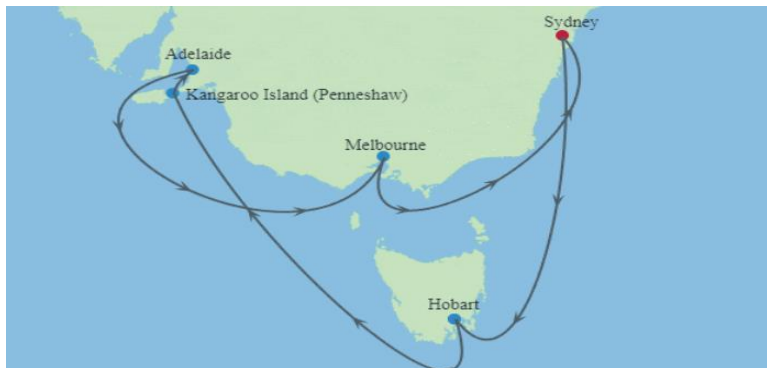 Sydney
Adelaide
Kangaroo Island (Penneshaw)
Melbourne
Hobart